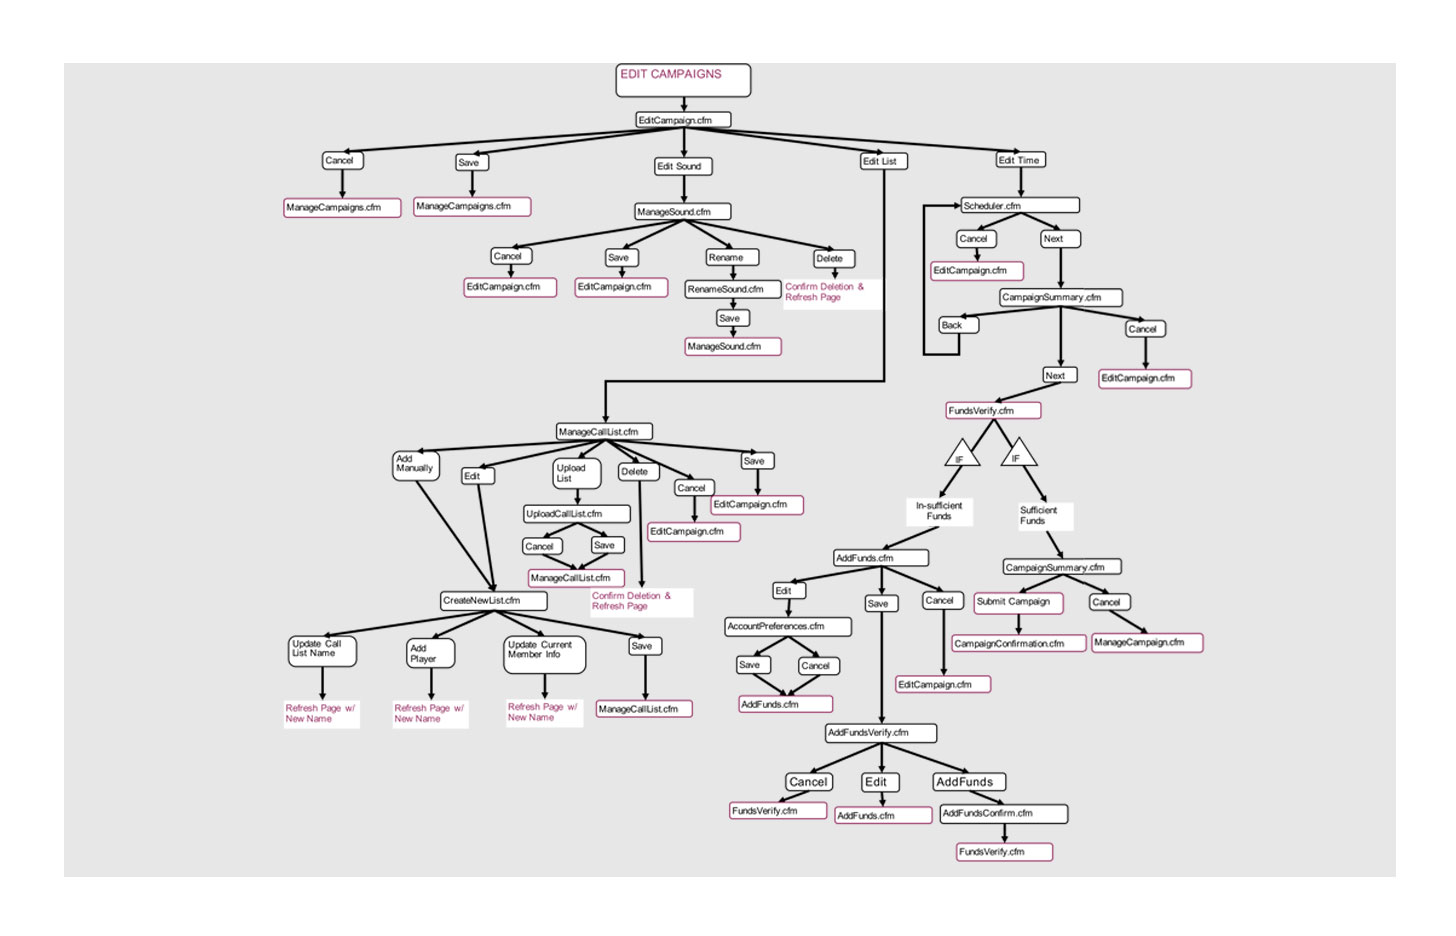 EDIT CAMPAIGNS
EditCampaign.cfm
Cancel
Save
Edit Sound
Edit List
Edit Time
ManageCampaigns.cfm
ManageCampaigns.cfm
ManageSound.cfm
Scheduler.cfm
Cancel
Save
Rename
Delete
Cancel
Next
EditCampaign.cfm
EditCampaign.cfm
RenameSound.cfm
Confirm Deletion &
Refresh Page
EditCampaign.cfm
Save
CampaignSummary.cfm
ManageSound.cfm
Back
Cancel
Next
EditCampaign.cfm
FundsVerify.cfm
ManageCallList.cfm
IF
IF
Add
Manually
Edit
Upload
List
Delete
Cancel
Save
EditCampaign.cfm
UploadCallList.cfm
EditCampaign.cfm
In-sufficient
Funds
Sufficient
Funds
Cancel
Save
ManageCallList.cfm
AddFunds.cfm
CampaignSummary.cfm
Confirm Deletion &
Refresh Page
CreateNewList.cfm
Edit
Save
Cancel
Submit Campaign
Cancel
AccountPreferences.cfm
CampaignConfirmation.cfm
ManageCampaign.cfm
Update Call
List Name
Add
Player
Update Current
Member Info
Save
Save
Cancel
EditCampaign.cfm
Refresh Page w/
New Name
Refresh Page w/
New Name
Refresh Page w/
New Name
ManageCallList.cfm
AddFunds.cfm
AddFundsVerify.cfm
Cancel
Edit
AddFunds
FundsVerify.cfm
AddFunds.cfm
AddFundsConfirm.cfm
FundsVerify.cfm